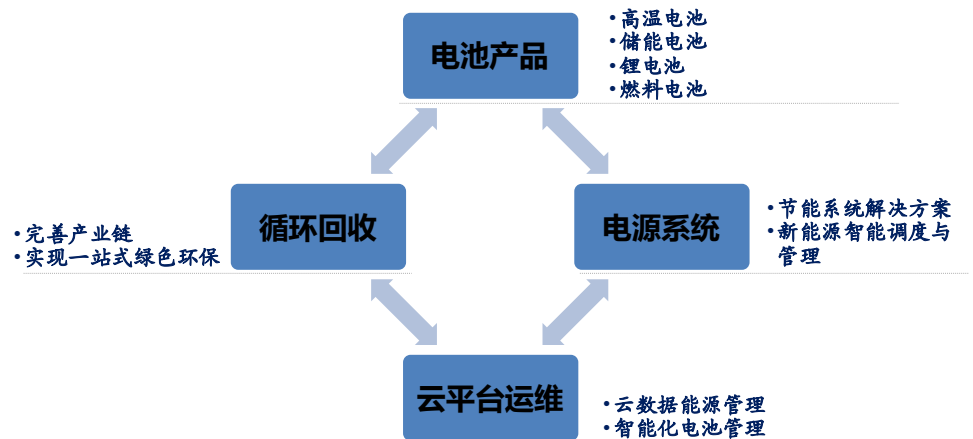 电池产品
•高温电池
•储能电池
•锂电池
•燃料电池
循环回收
•完善产业链
•实现一站式绿色环保
电源系统
•节能系统解决方案
•新能源智能调度与
管理
云平台运维
•云数据能源管理
•智能化电池管理